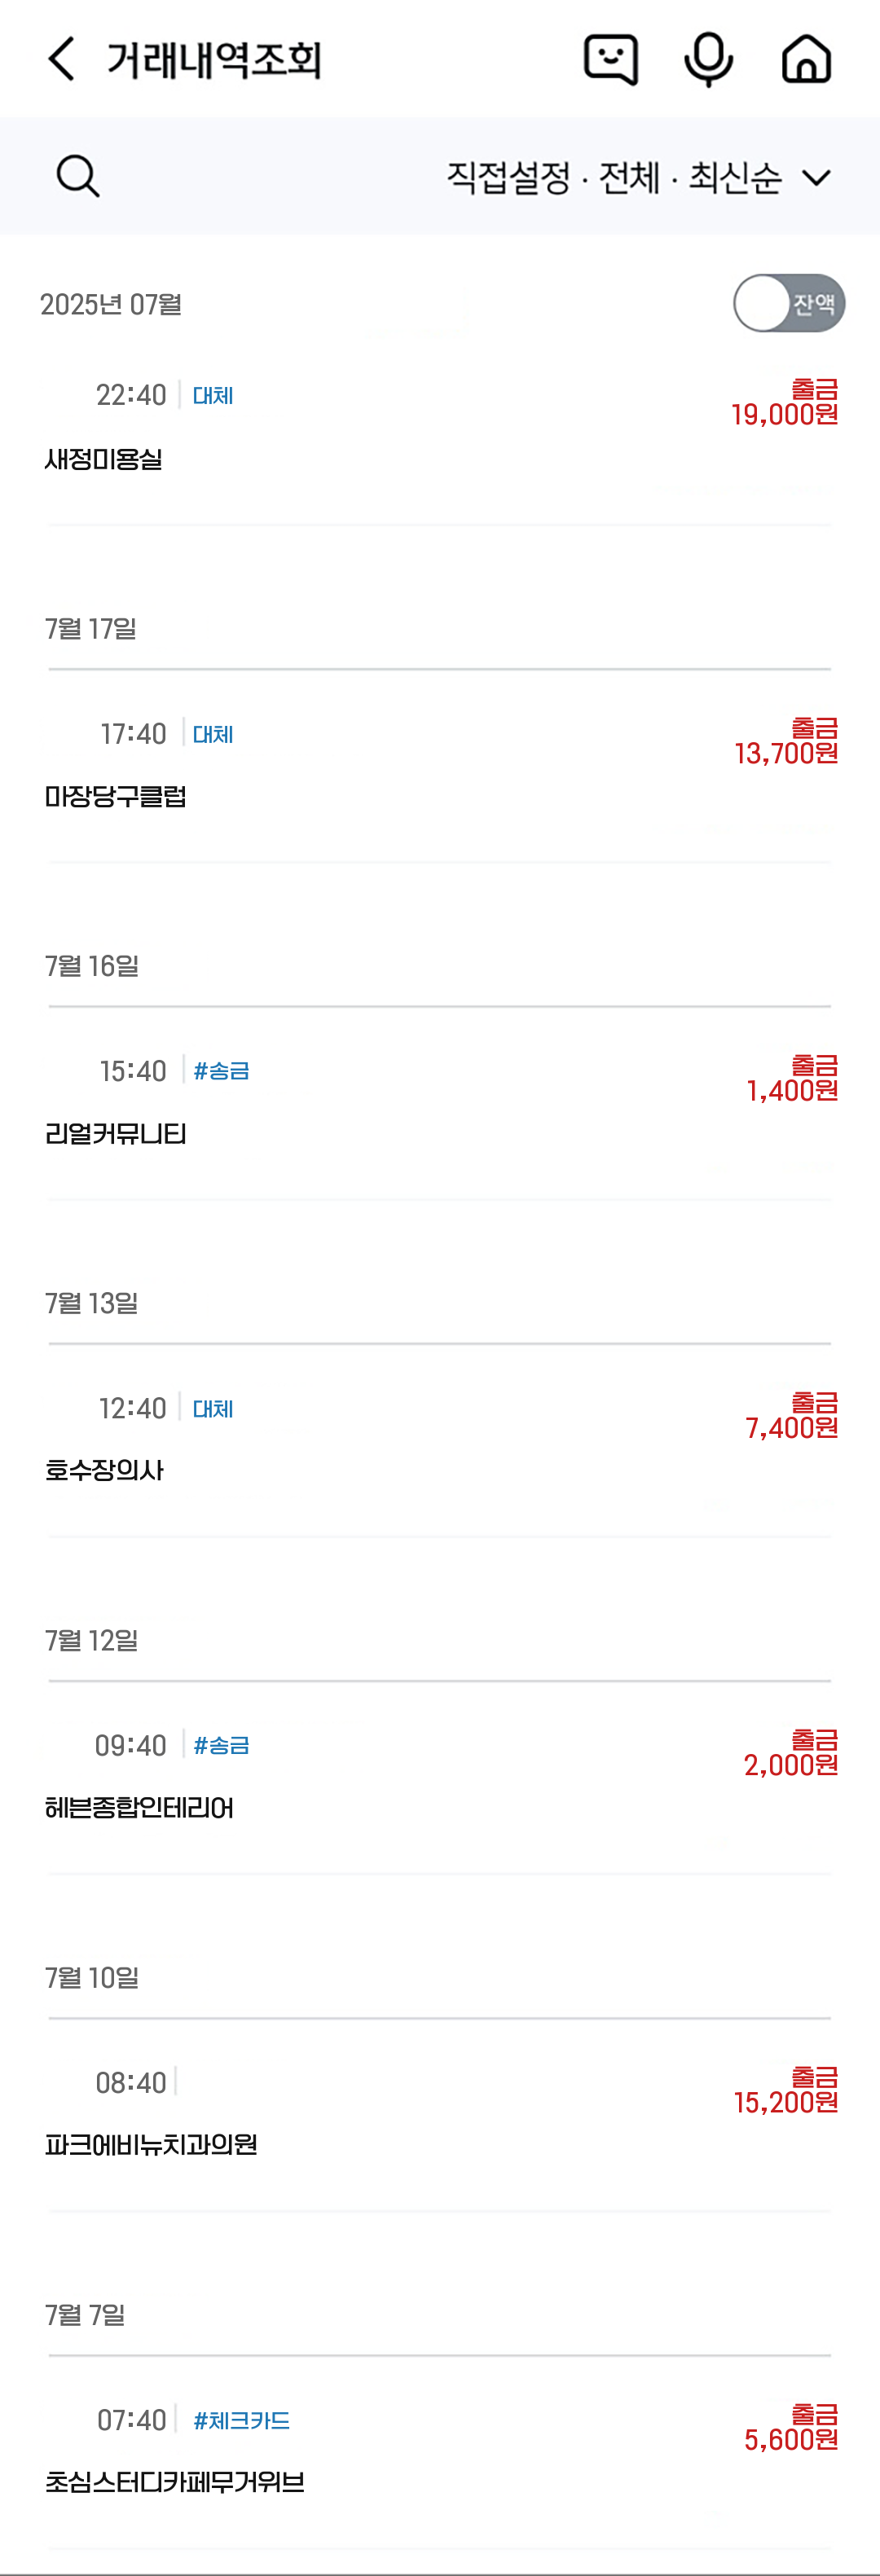 거래내역조회
직접설정 · 전체 · 최신순
2025년 07월 잔액
22:40 대체 출금
19,000원
새정미용실
7월 17일
17:40 대체 출금
13,700원
마장당구클럽
7월 16일
15:40 #송금 출금
1,400원
리얼커뮤니티
7월 13일
12:40 대체 출금
7,400원
호수장의사
7월 12일
09:40 #송금 출금
2,000원
헤븐종합인테리어
7월 10일
08:40 출금
15,200원
파크에비뉴치과의원
7월 7일
07:40 #체크카드 출금
5,600원
초심스터디카페무거위브